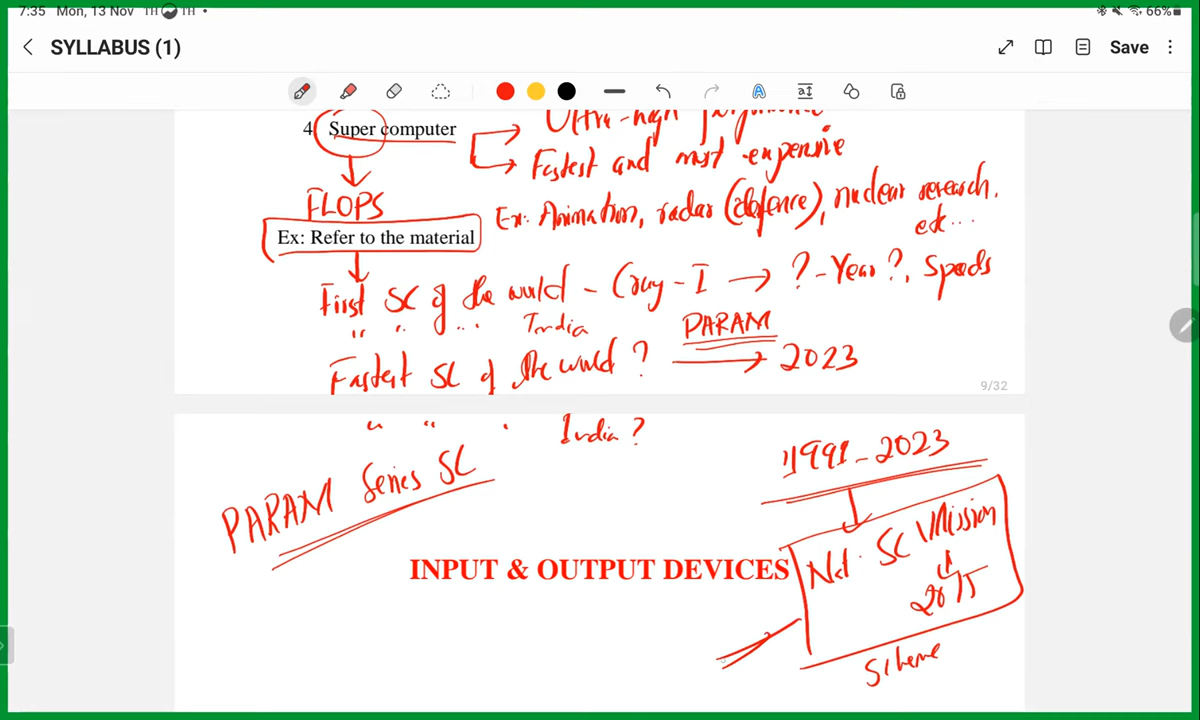 7:35 Mon, 13 Nov TH TH •
66%
SYLLABUS (1)
Save
Ultra-high
4 Super computer
Fastest and most expensive
FLOPS
Ex: Animation, radar (defence), nuclear research.
etc...
Ex: Refer to the material
First SC of the world - Cray-I → ?-Year?, Speeds
" " " India
PARAM
Fastest SC of the world? → 2023
9/32
" " " India?
1991-2023
PARAM Series SC
Nat. SC Mission
INPUT & OUTPUT DEVICES
2015
Scheme